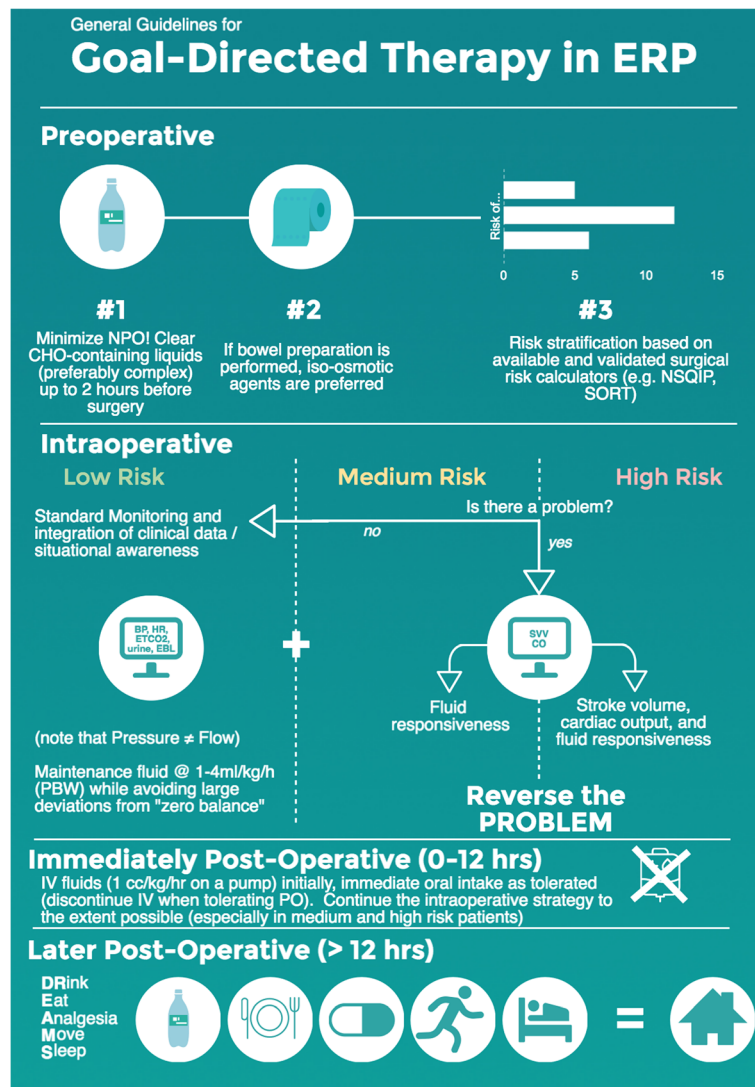 General Guidelines for
Goal-Directed Therapy in ERP
Preoperative
Risk of...
0 5 10 15
#1
Minimize NPO! Clear
CHO-containing liquids
(preferably complex)
up to 2 hours before
surgery
#2
If bowel preparation is
performed, iso-osmotic
agents are preferred
#3
Risk stratification based on
available and validated surgical
risk calculators (e.g. NSQIP,
SORT)
Intraoperative
Low Risk
Medium Risk
High Risk
Is there a problem?
no
yes
Standard Monitoring and
integration of clinical data /
situational awareness
BP, HR,
ETCO2,
urine, EBL
+
SVV
CO
Fluid
responsiveness
Stroke volume,
cardiac output, and
fluid responsiveness
(note that Pressure ≠ Flow)
Maintenance fluid @ 1-4ml/kg/h
(PBW) while avoiding large
deviations from "zero balance"
Reverse the
PROBLEM
Immediately Post-Operative (0-12 hrs)
IV fluids (1 cc/kg/hr on a pump) initially, immediate oral intake as tolerated
(discontinue IV when tolerating PO). Continue the intraoperative strategy to
the extent possible (especially in medium and high risk patients)
Later Post-Operative (> 12 hrs)
DRink
Eat
Analgesia
Move
Sleep
=